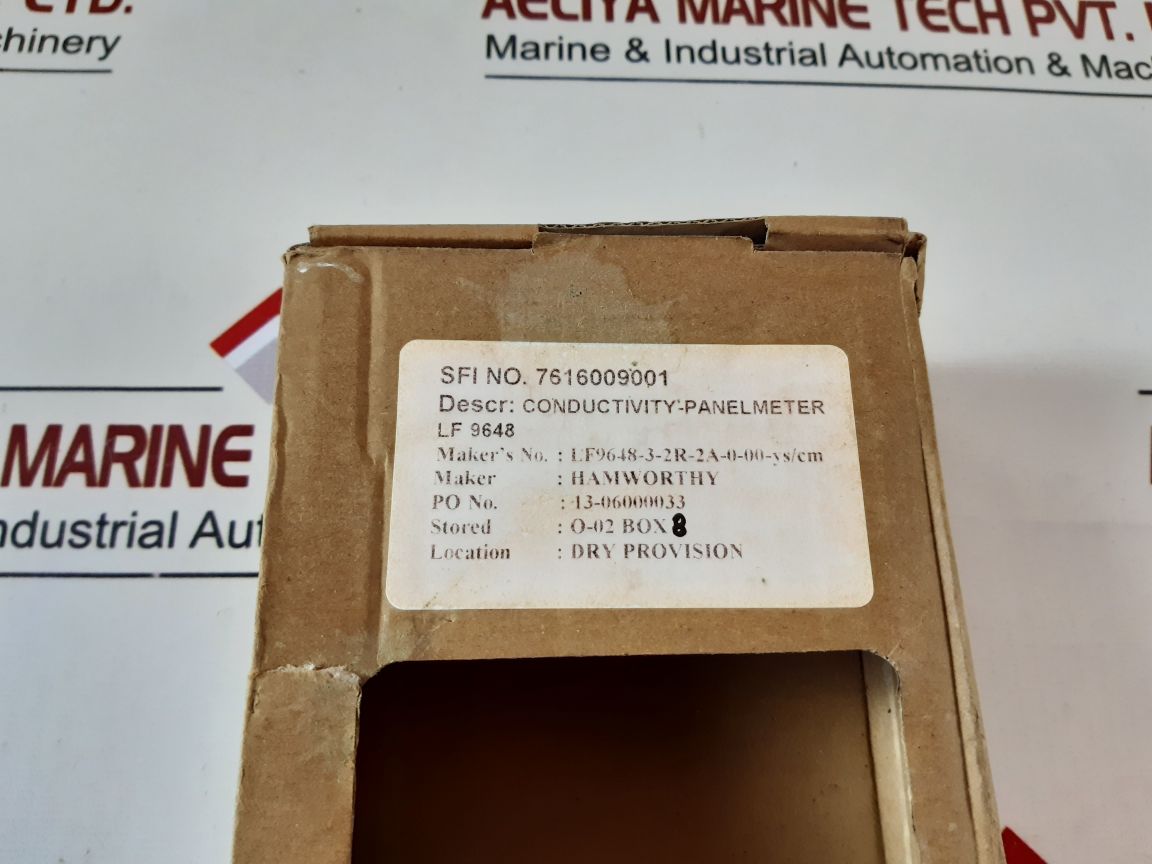 LTD.
hinery
AECIYA MARINE TECH PVT.
Marine & Industrial Automation & Mac
MARINE
ndustrial Aut
SFI NO. 7616009001
Descr: CONDUCTIVITY-PANELMETER
LF 9648
Maker's No. : LF9648-3-2R-2A-0-00-ys/cm
Maker : HAMWORTHY
PO No. : 13-06000033
Stored : O-02 BOX 8
Location : DRY PROVISION